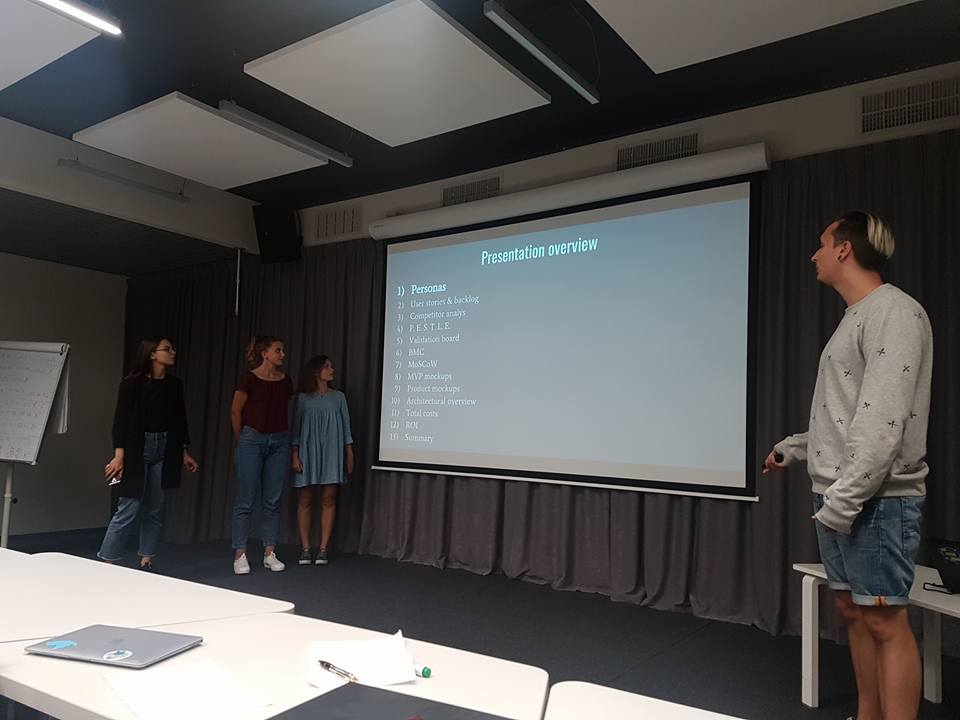 Presentation overview
1) Personas
2) User stories & backlog
3) Competitor analys
4) P. E. S. T. L. E.
5) Validation board
6) BMC
7) MoSCoW
8) MVP mockups
9) Product mockups
10) Architectural overview
11) Total costs
12) ROI
13) Summary